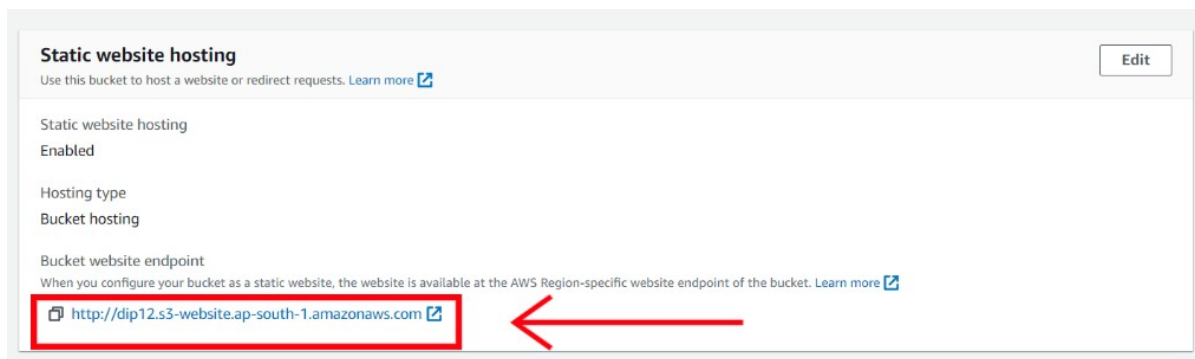 Static website hosting
Edit
Use this bucket to host a website or redirect requests. Learn more
Static website hosting
Enabled
Hosting type
Bucket hosting
Bucket website endpoint
When you configure your bucket as a static website, the website is available at the AWS Region-specific website endpoint of the bucket. Learn more
http://dip12.s3-website.ap-south-1.amazonaws.com